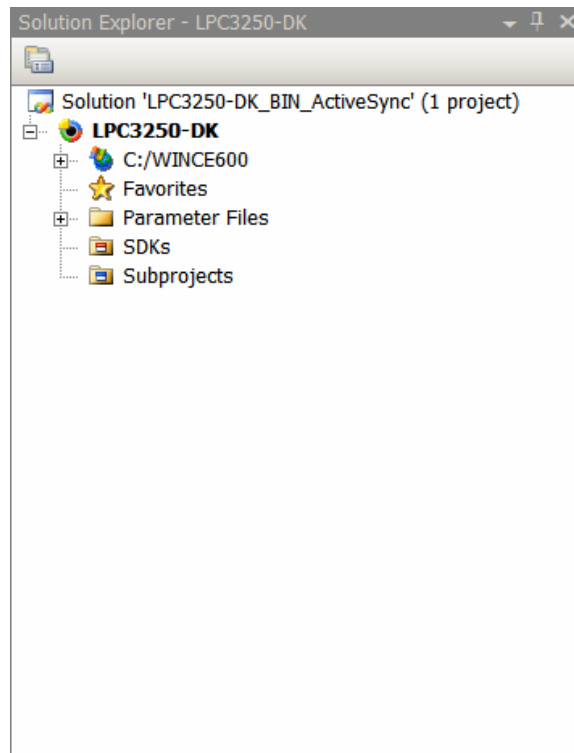 Solution Explorer - LPC3250-DK
Solution 'LPC3250-DK_BIN_ActiveSync' (1 project)
LPC3250-DK
C:/WINCE600
Favorites
Parameter Files
SDKs
Subprojects